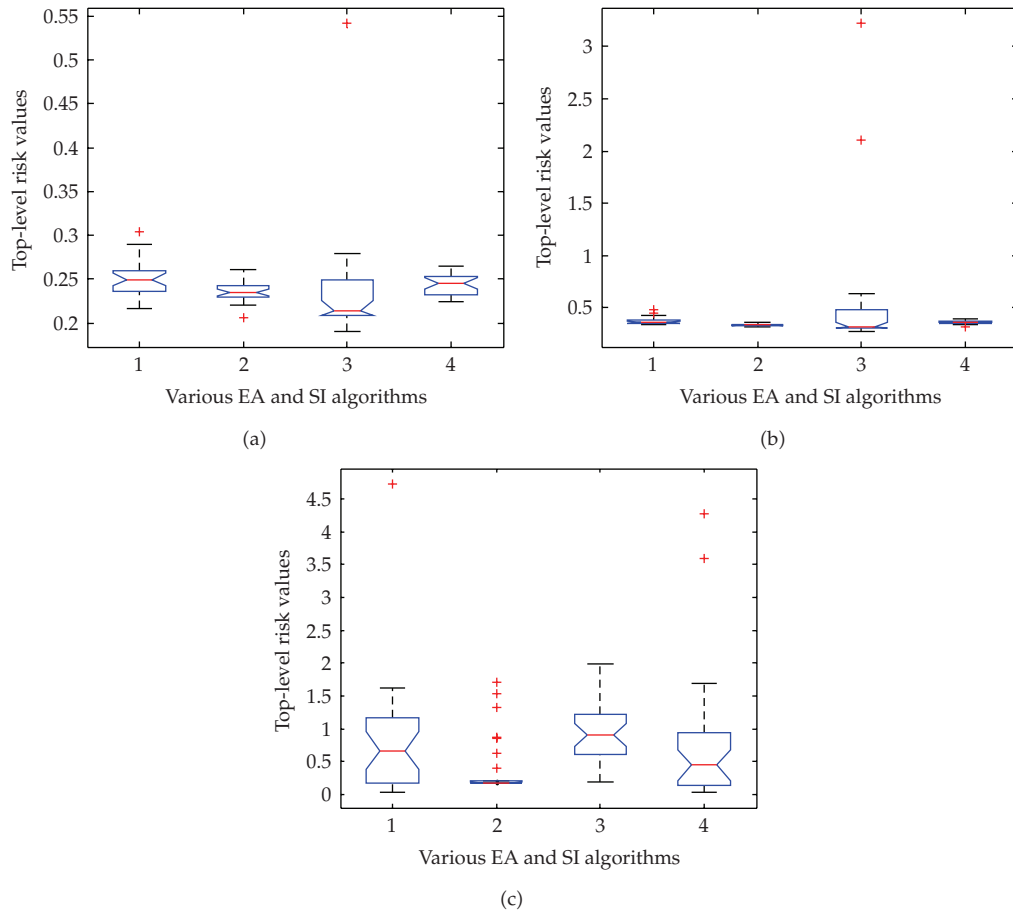 0.55
0.5
0.45
0.4
0.35
0.3
0.25
0.2
Top-level risk values
1 2 3 4
Various EA and SI algorithms
(a)
3
2.5
2
1.5
1
0.5
Top-level risk values
1 2 3 4
Various EA and SI algorithms
(b)
4.5
4
3.5
3
2.5
2
1.5
1
0.5
0
Top-level risk values
1 2 3 4
Various EA and SI algorithms
(c)